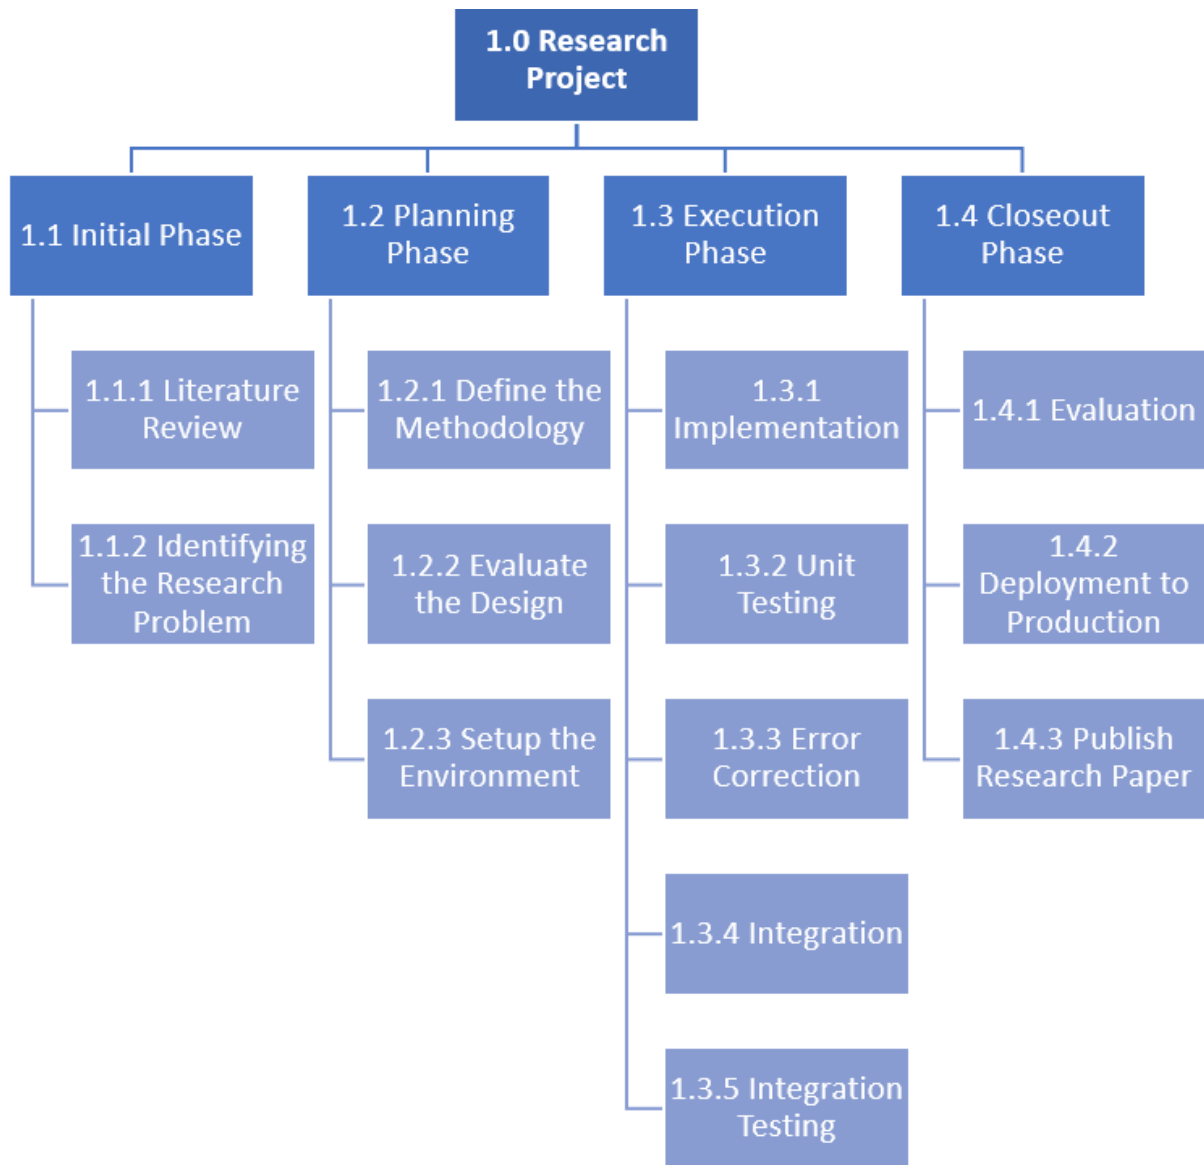 1.0 Research
Project
1.1 Initial Phase
1.2 Planning
Phase
1.3 Execution
Phase
1.4 Closeout
Phase
1.1.1 Literature
Review
1.1.2 Identifying
the Research
Problem
1.2.1 Define the
Methodology
1.2.2 Evaluate
the Design
1.2.3 Setup the
Environment
1.3.1
Implementation
1.3.2 Unit
Testing
1.3.3 Error
Correction
1.3.4 Integration
1.3.5 Integration
Testing
1.4.1 Evaluation
1.4.2
Deployment to
Production
1.4.3 Publish
Research Paper